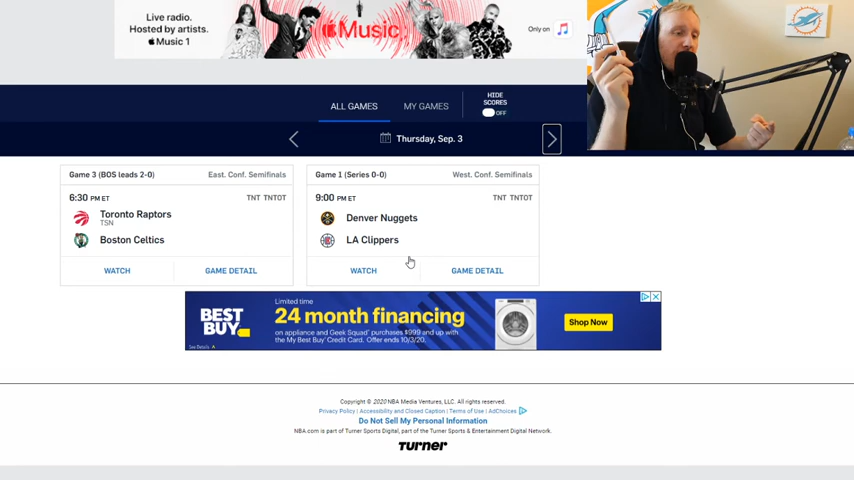 Live radio.
Hosted by artists.
Music 1
Music
Only on
ALL GAMES
MY GAMES
HIDE
SCORES
OFF
Thursday, Sep. 3
Game 3 (BOS leads 2-0)
East. Conf. Semifinals
6:30 PM ET
TNT TNTOT
Toronto Raptors
TSN
Boston Celtics
WATCH
GAME DETAIL
Game 1 (Series 0-0)
West. Conf. Semifinals
9:00 PM ET
TNT TNTOT
Denver Nuggets
LA Clippers
WATCH
GAME DETAIL
BEST
BUY
See Details
Limited time
24 month financing
on appliance and Geek Squad® purchases $999 and up with
the My Best Buy® Credit Card. Offer ends 10/3/20.
Shop Now
Copyright © 2020 NBA Media Ventures, LLC. All rights reserved.
Privacy Policy | Accessibility and Closed Caption | Terms of Use | AdChoices
Do Not Sell My Personal Information
NBA.com is part of Turner Sports Digital, part of the Turner Sports & Entertainment Digital Network.
Turner